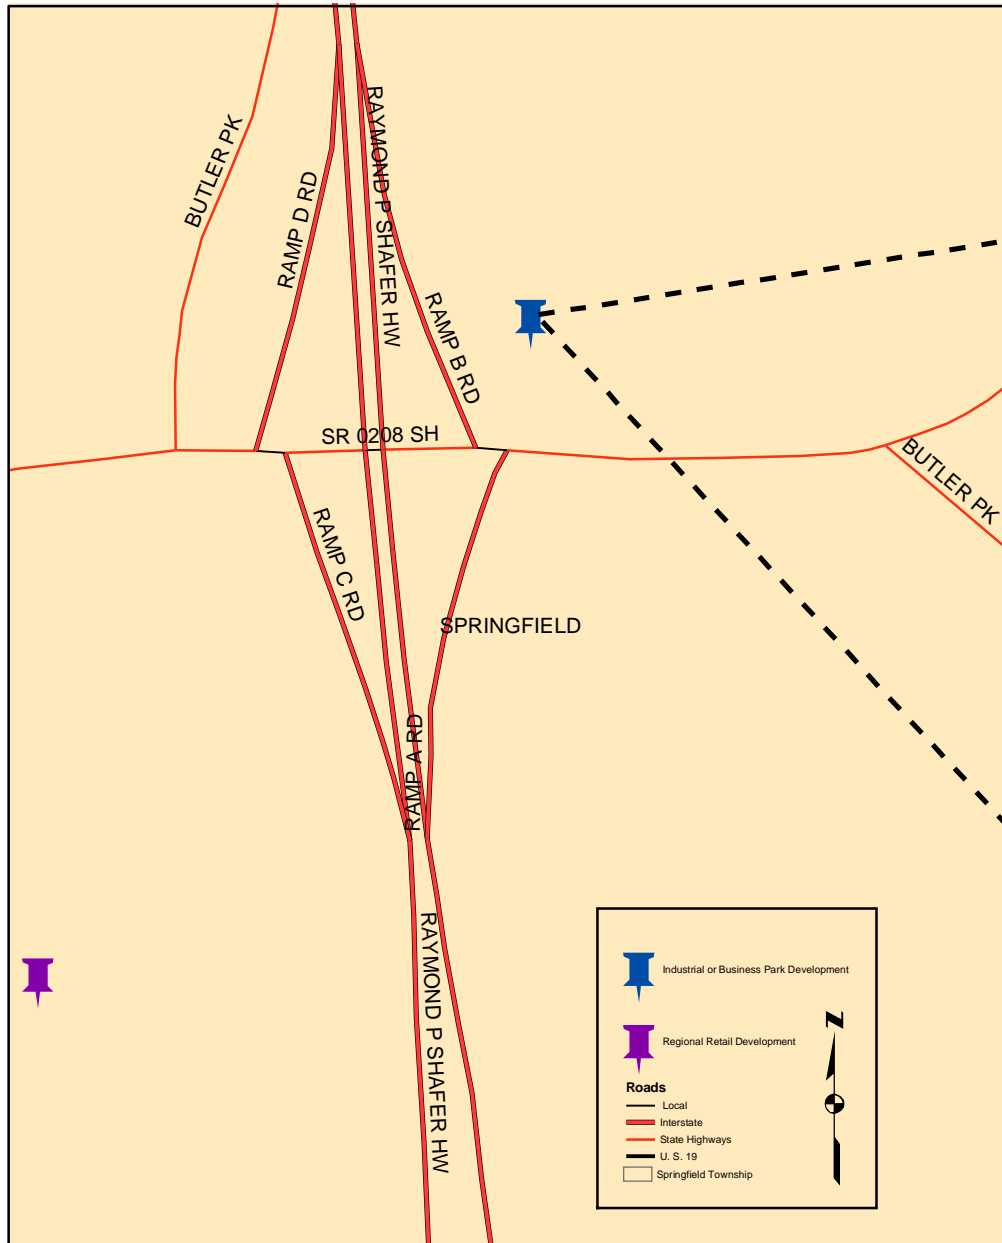 BUTLER PK
RAMP D RD
RAYMOND P SHAFER HW
RAMP B RD
SR 0208 SH
BUTLER PK
RAMP C RD
SPRINGFIELD
RAMP A RD
RAYMOND P SHAFER HW
Industrial or Business Park Development
Regional Retail Development
N
Roads
Local
Interstate
State Highways
U. S. 19
Springfield Township